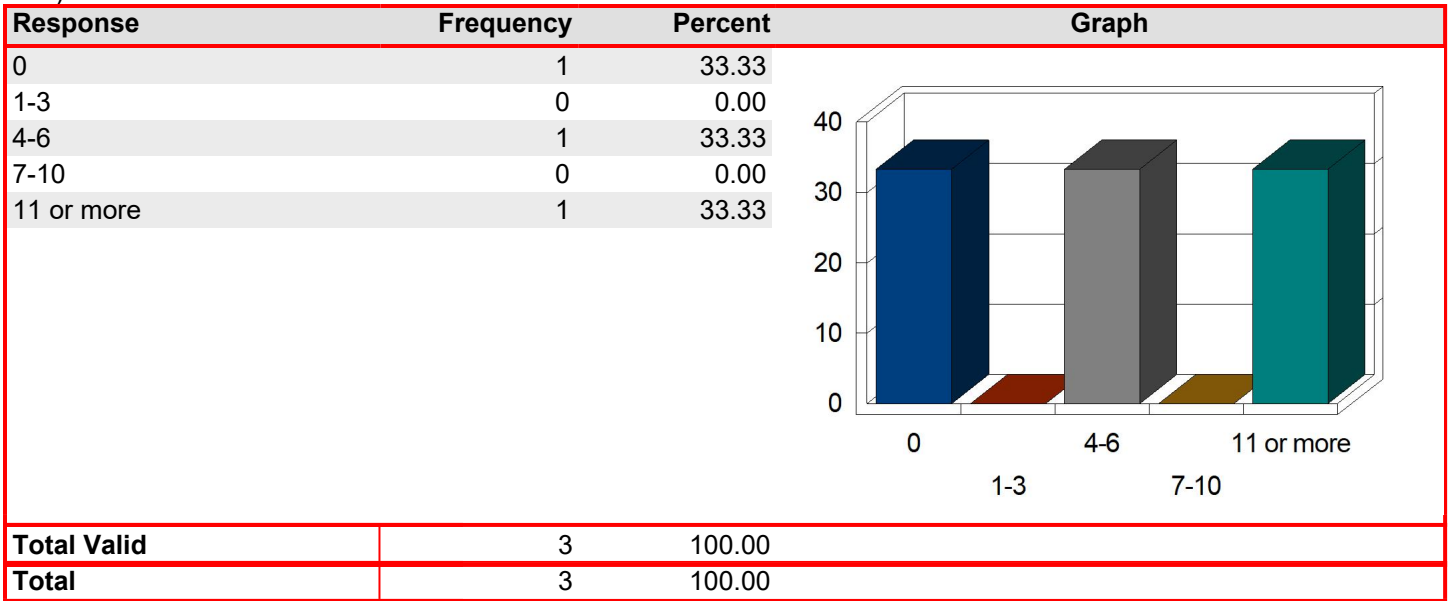 Response Frequency Percent Graph
0 1 33.33
1-3 0 0.00
4-6 1 33.33
7-10 0 0.00
11 or more 1 33.33
40
30
20
10
0
0 4-6 11 or more
1-3 7-10
Total Valid 3 100.00
Total 3 100.00